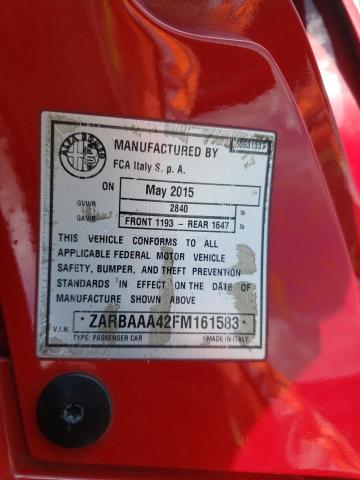 ALFA ROMEO
MANUFACTURED BY
FCA Italy S. p. A.
ON May 2015
GVWR 2840 lb
GAWR FRONT 1193 - REAR 1647 lb
THIS VEHICLE CONFORMS TO ALL
APPLICABLE FEDERAL MOTOR VEHICLE
SAFETY, BUMPER, AND THEFT PREVENTION
STANDARDS IN EFFECT ON THE DATE OF
MANUFACTURE SHOWN ABOVE
V.I.N. *ZARBAAA42FM161583*
TYPE: PASSENGER CAR MADE IN ITALY